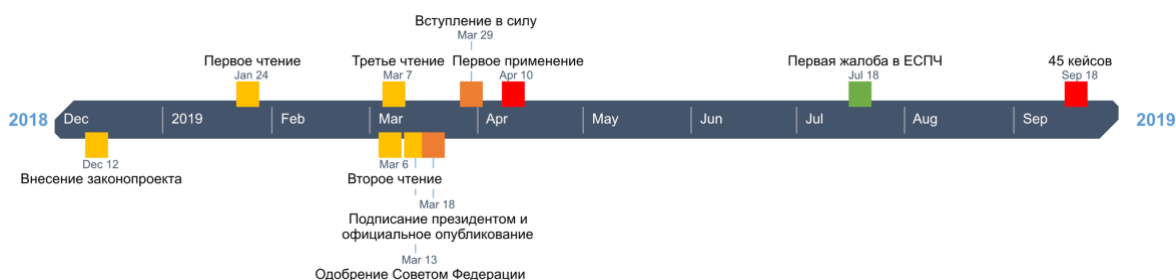 Вступление в силу
Mar 29
Первое чтение
Jan 24
Третье чтение
Mar 7
Первое применение
Apr 10
Первая жалоба в ЕСПЧ
Jul 18
45 кейсов
Sep 18
2018
Dec
2019
Feb
Mar
Apr
May
Jun
Jul
Aug
Sep
2019
Dec 12
Внесение законопроекта
Mar 6
Второе чтение
Mar 18
Подписание президентом и
официальное опубликование
Mar 13
Одобрение Советом Федерации